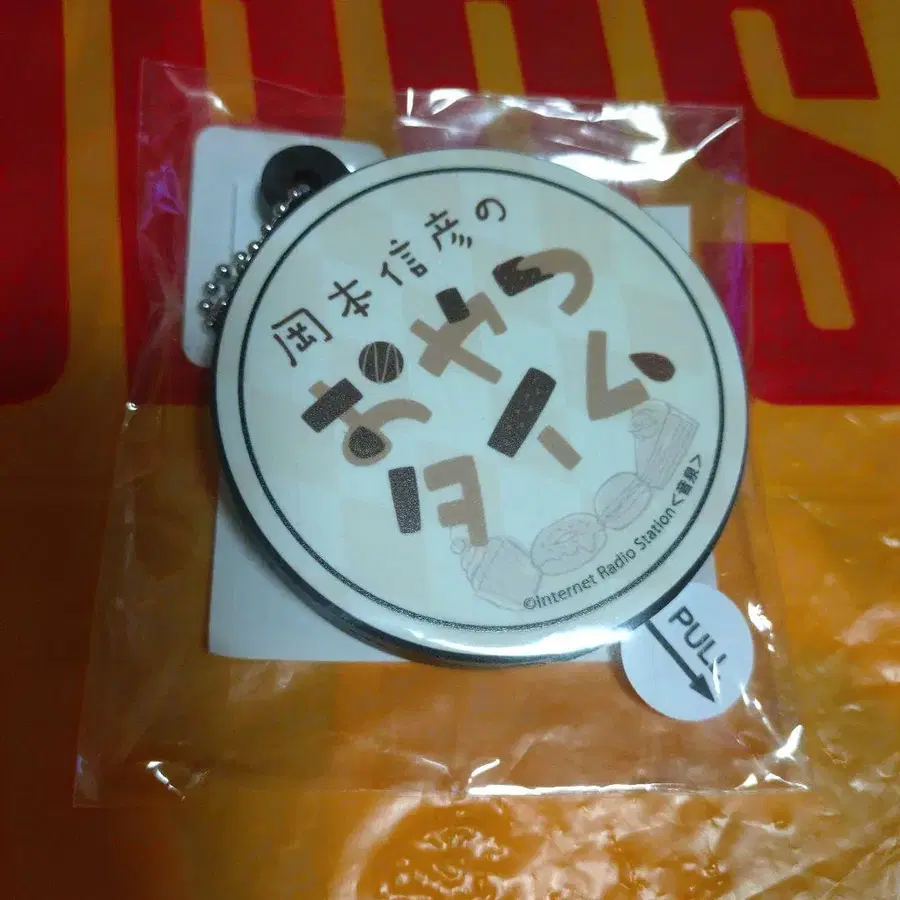 岡本信彦の
おやつ
タイム
©Internet Radio Station<音泉>
PULL